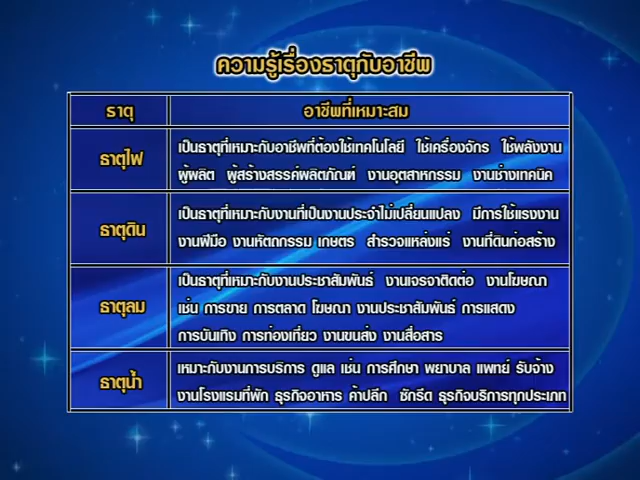 ความรู้เรื่องธาตุกับอาชีพ
ธาตุ อาชีพที่เหมาะสม
ธาตุไฟ
เป็นธาตุที่เหมาะกับอาชีพที่ต้องใช้เทคโนโลยี ใช้เครื่องจักร ใช้พลังงาน
ผู้ผลิต ผู้สร้างสรรค์ผลิตภัณฑ์ งานอุตสาหกรรม งานช่างเทคนิค
ธาตุดิน
เป็นธาตุที่เหมาะกับงานที่เป็นงานประจำไม่เปลี่ยนแปลง มีการใช้แรงงาน
งานฝีมือ งานหัตถกรรม เกษตร สำรวจแหล่งแร่ งานที่ดินก่อสร้าง
ธาตุลม
เป็นธาตุที่เหมาะกับงานประชาสัมพันธ์ งานเจรจาติดต่อ งานโฆษณา
เช่น การขาย การตลาด โฆษณา งานประชาสัมพันธ์ การแสดง
การบันเทิง การท่องเที่ยว งานขนส่ง งานสื่อสาร
ธาตุน้ำ
เหมาะกับงานการบริการ ดูแล เช่น การศึกษา พยาบาล แพทย์ รับจ้าง
งานโรงแรมที่พัก ธุรกิจอาหาร ค้าปลีก ซักรีด ธุรกิจบริการทุกประเภท